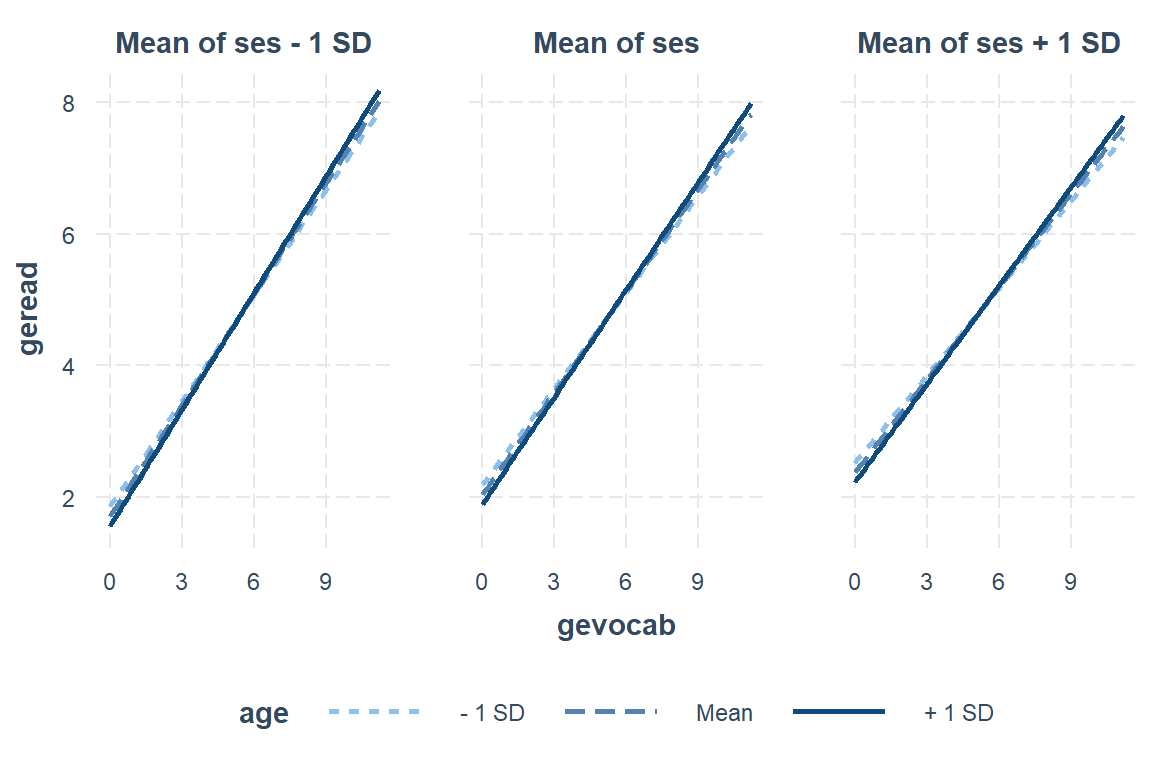 Mean of ses - 1 SD Mean of ses Mean of ses + 1 SD
8
6
4
2
geread
0 3 6 9 0 3 6 9 0 3 6 9
gevocab
age - 1 SD Mean + 1 SD